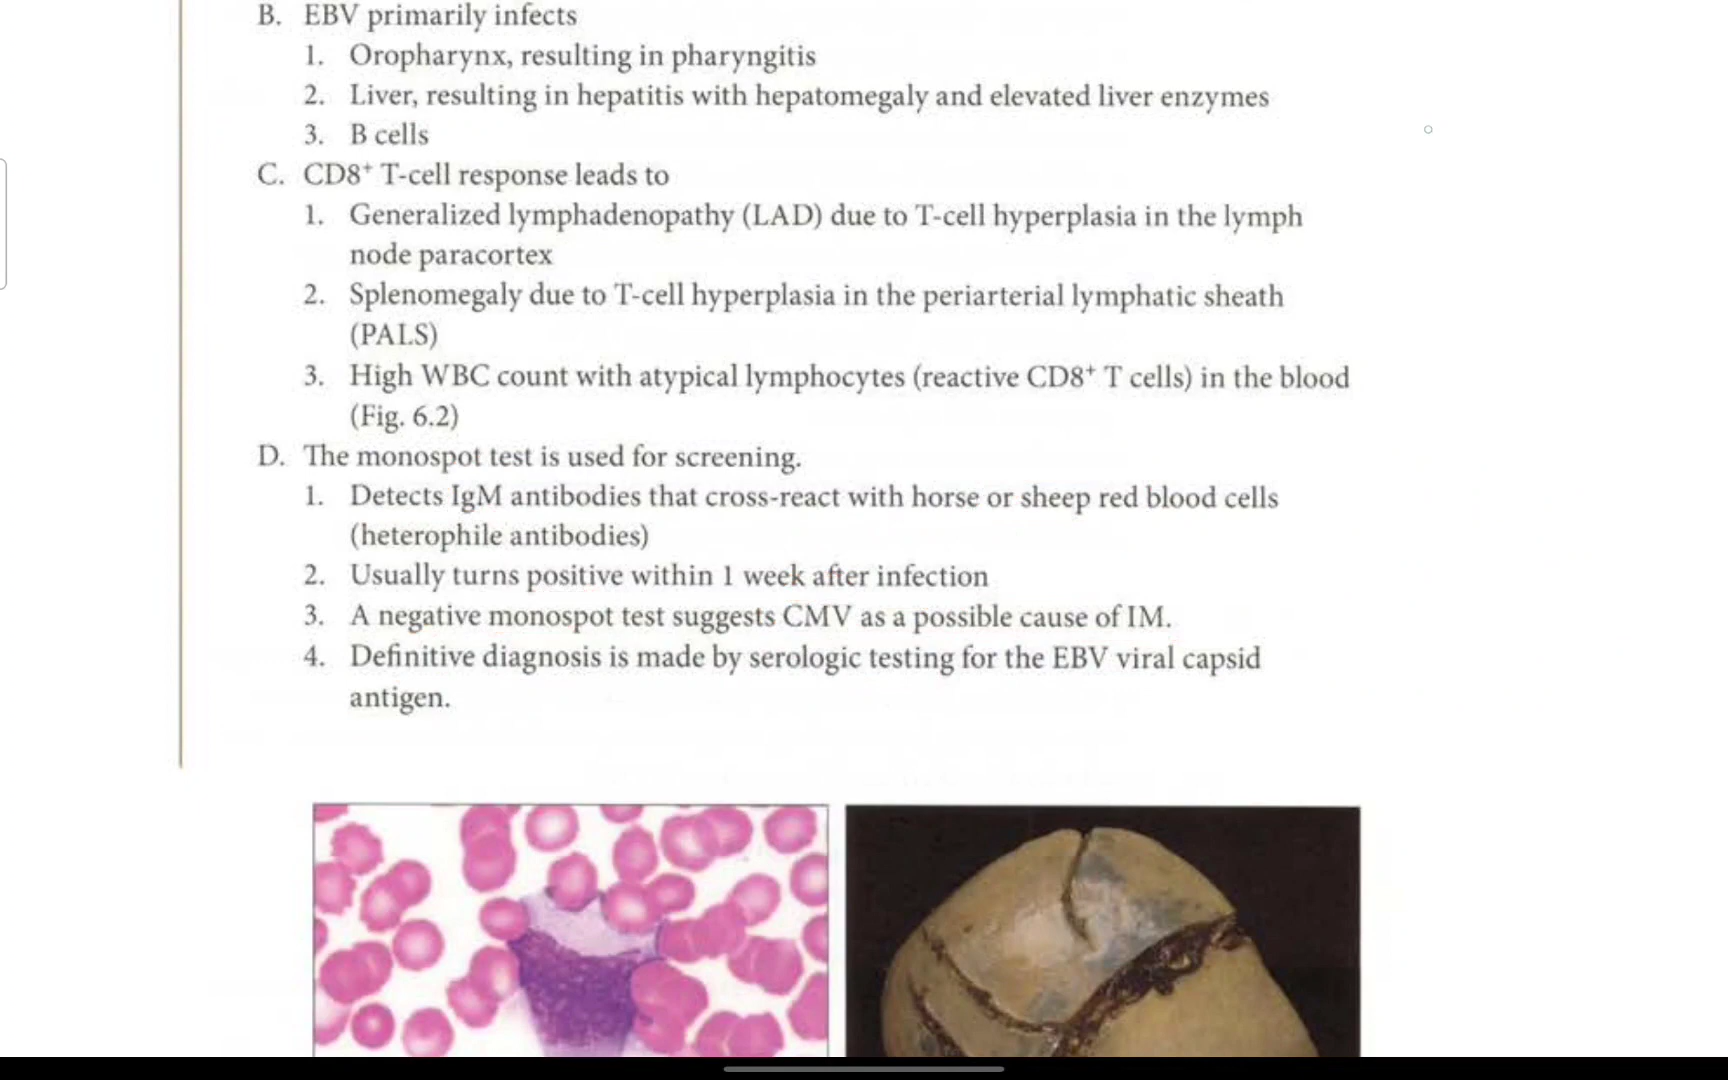 B. EBV primarily infects
1. Oropharynx, resulting in pharyngitis
2. Liver, resulting in hepatitis with hepatomegaly and elevated liver enzymes
3. B cells
C. CD8⁺ T-cell response leads to
1. Generalized lymphadenopathy (LAD) due to T-cell hyperplasia in the lymph
node paracortex
2. Splenomegaly due to T-cell hyperplasia in the periarterial lymphatic sheath
(PALS)
3. High WBC count with atypical lymphocytes (reactive CD8⁺ T cells) in the blood
(Fig. 6.2)
D. The monospot test is used for screening.
1. Detects IgM antibodies that cross-react with horse or sheep red blood cells
(heterophile antibodies)
2. Usually turns positive within 1 week after infection
3. A negative monospot test suggests CMV as a possible cause of IM.
4. Definitive diagnosis is made by serologic testing for the EBV viral capsid
antigen.